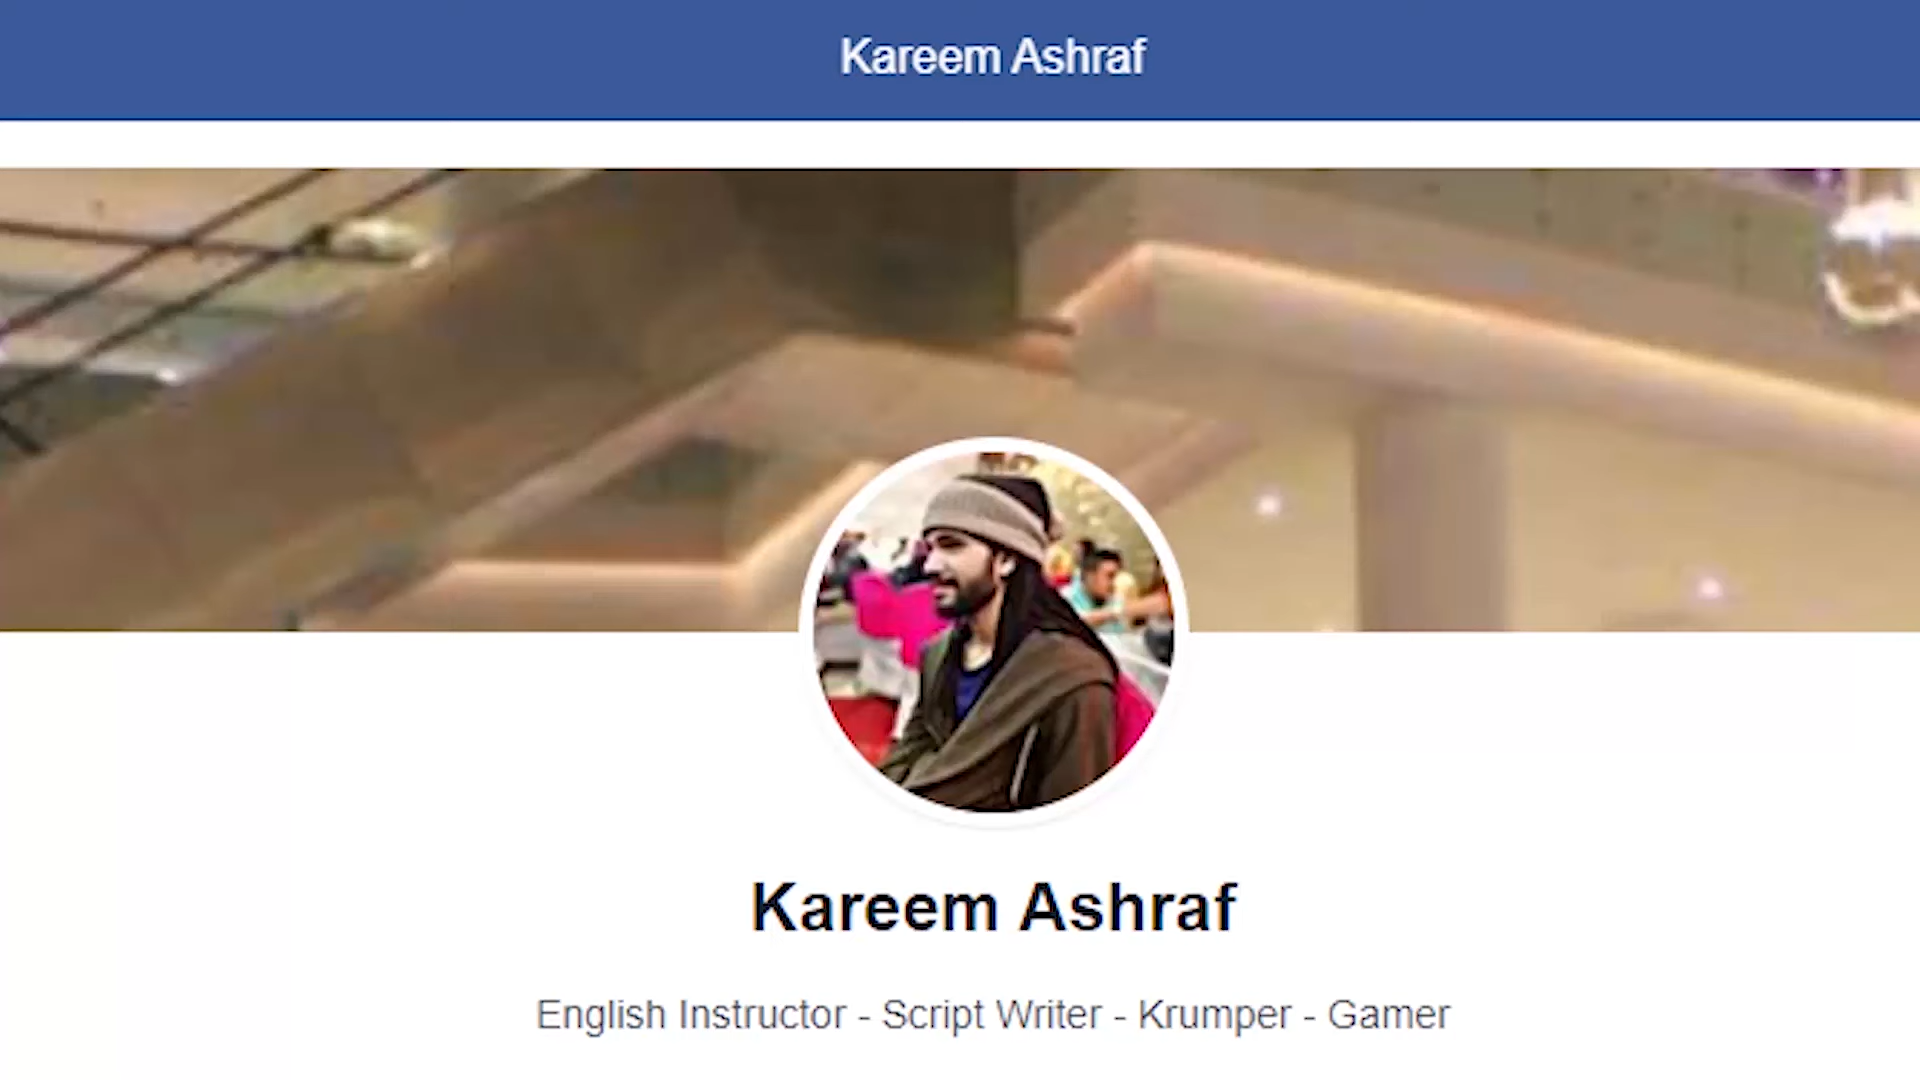 Kareem Ashraf
Kareem Ashraf
English Instructor - Script Writer - Krumper - Gamer